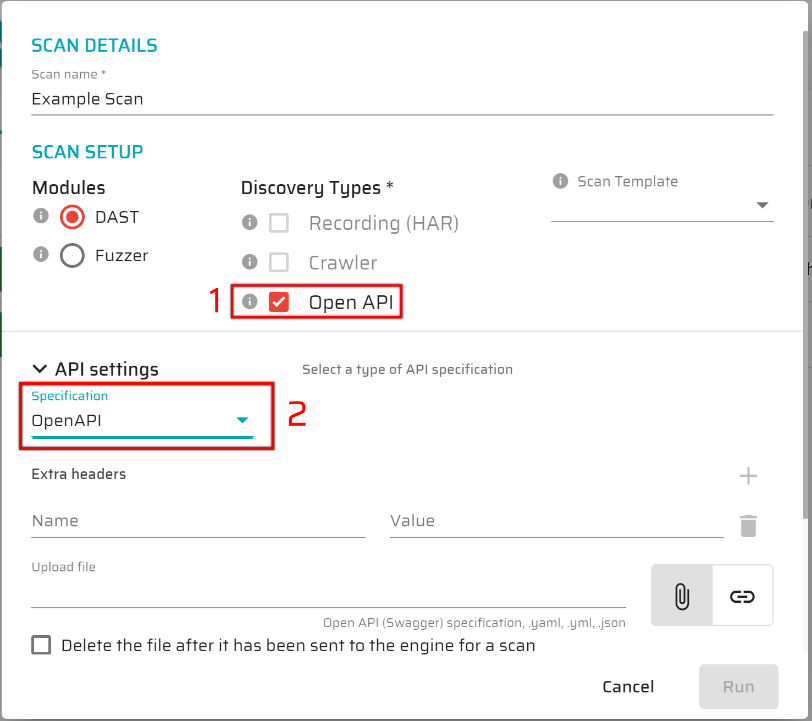 SCAN DETAILS
Scan name *
Example Scan
SCAN SETUP
Modules
DAST
Fuzzer
Discovery Types *
Recording (HAR)
Crawler
1 Open API
Scan Template
API settings
Select a type of API specification
Specification
OpenAPI
2
Extra headers
Name
Value
Upload file
Open API (Swagger) specification, .yaml, .yml, .json
Delete the file after it has been sent to the engine for a scan
Cancel
Run